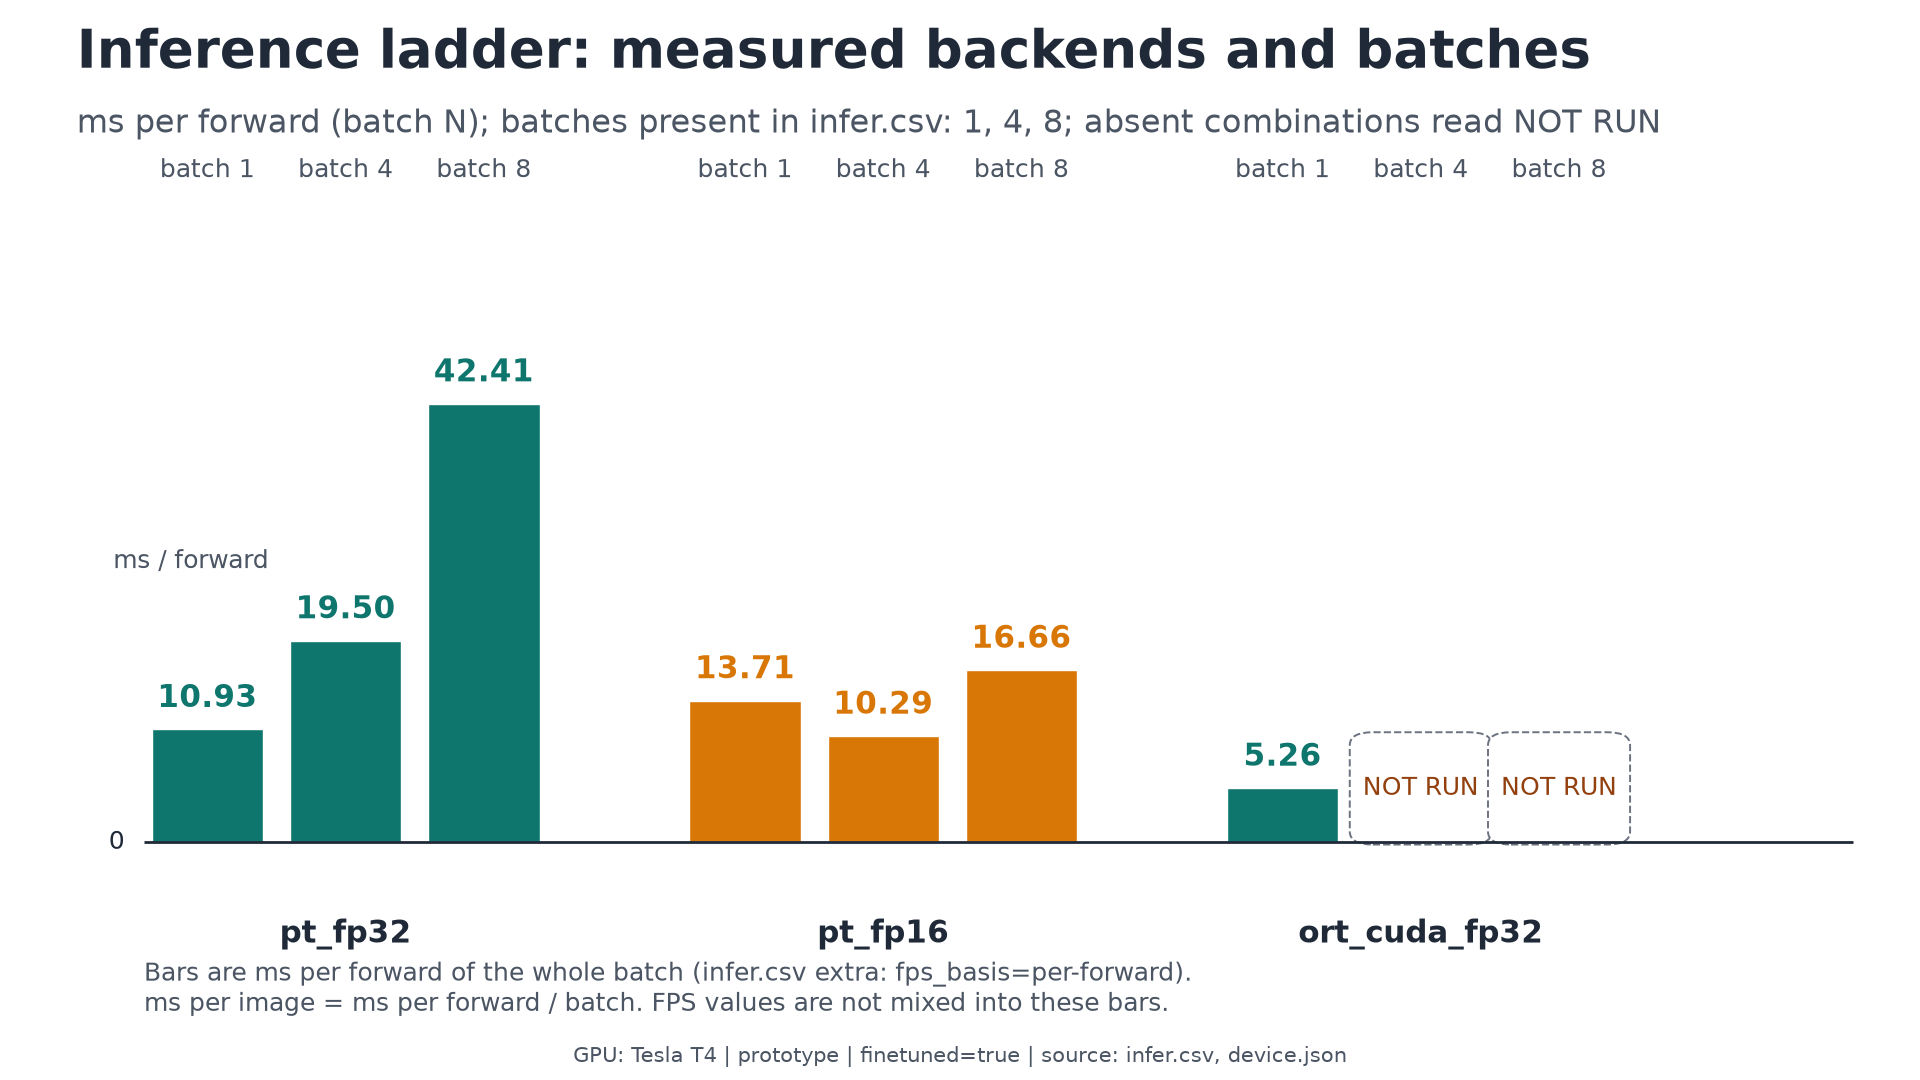 Inference ladder: measured backends and batches
ms per forward (batch N); batches present in infer.csv: 1, 4, 8; absent combinations read NOT RUN
batch 1 batch 4 batch 8 batch 1 batch 4 batch 8 batch 1 batch 4 batch 8
42.41
ms / forward
19.50
16.66
13.71
10.93
10.29
5.26
NOT RUN NOT RUN
0
pt_fp32 pt_fp16 ort_cuda_fp32
Bars are ms per forward of the whole batch (infer.csv extra: fps_basis=per-forward).
ms per image = ms per forward / batch. FPS values are not mixed into these bars.
GPU: Tesla T4 | prototype | finetuned=true | source: infer.csv, device.json